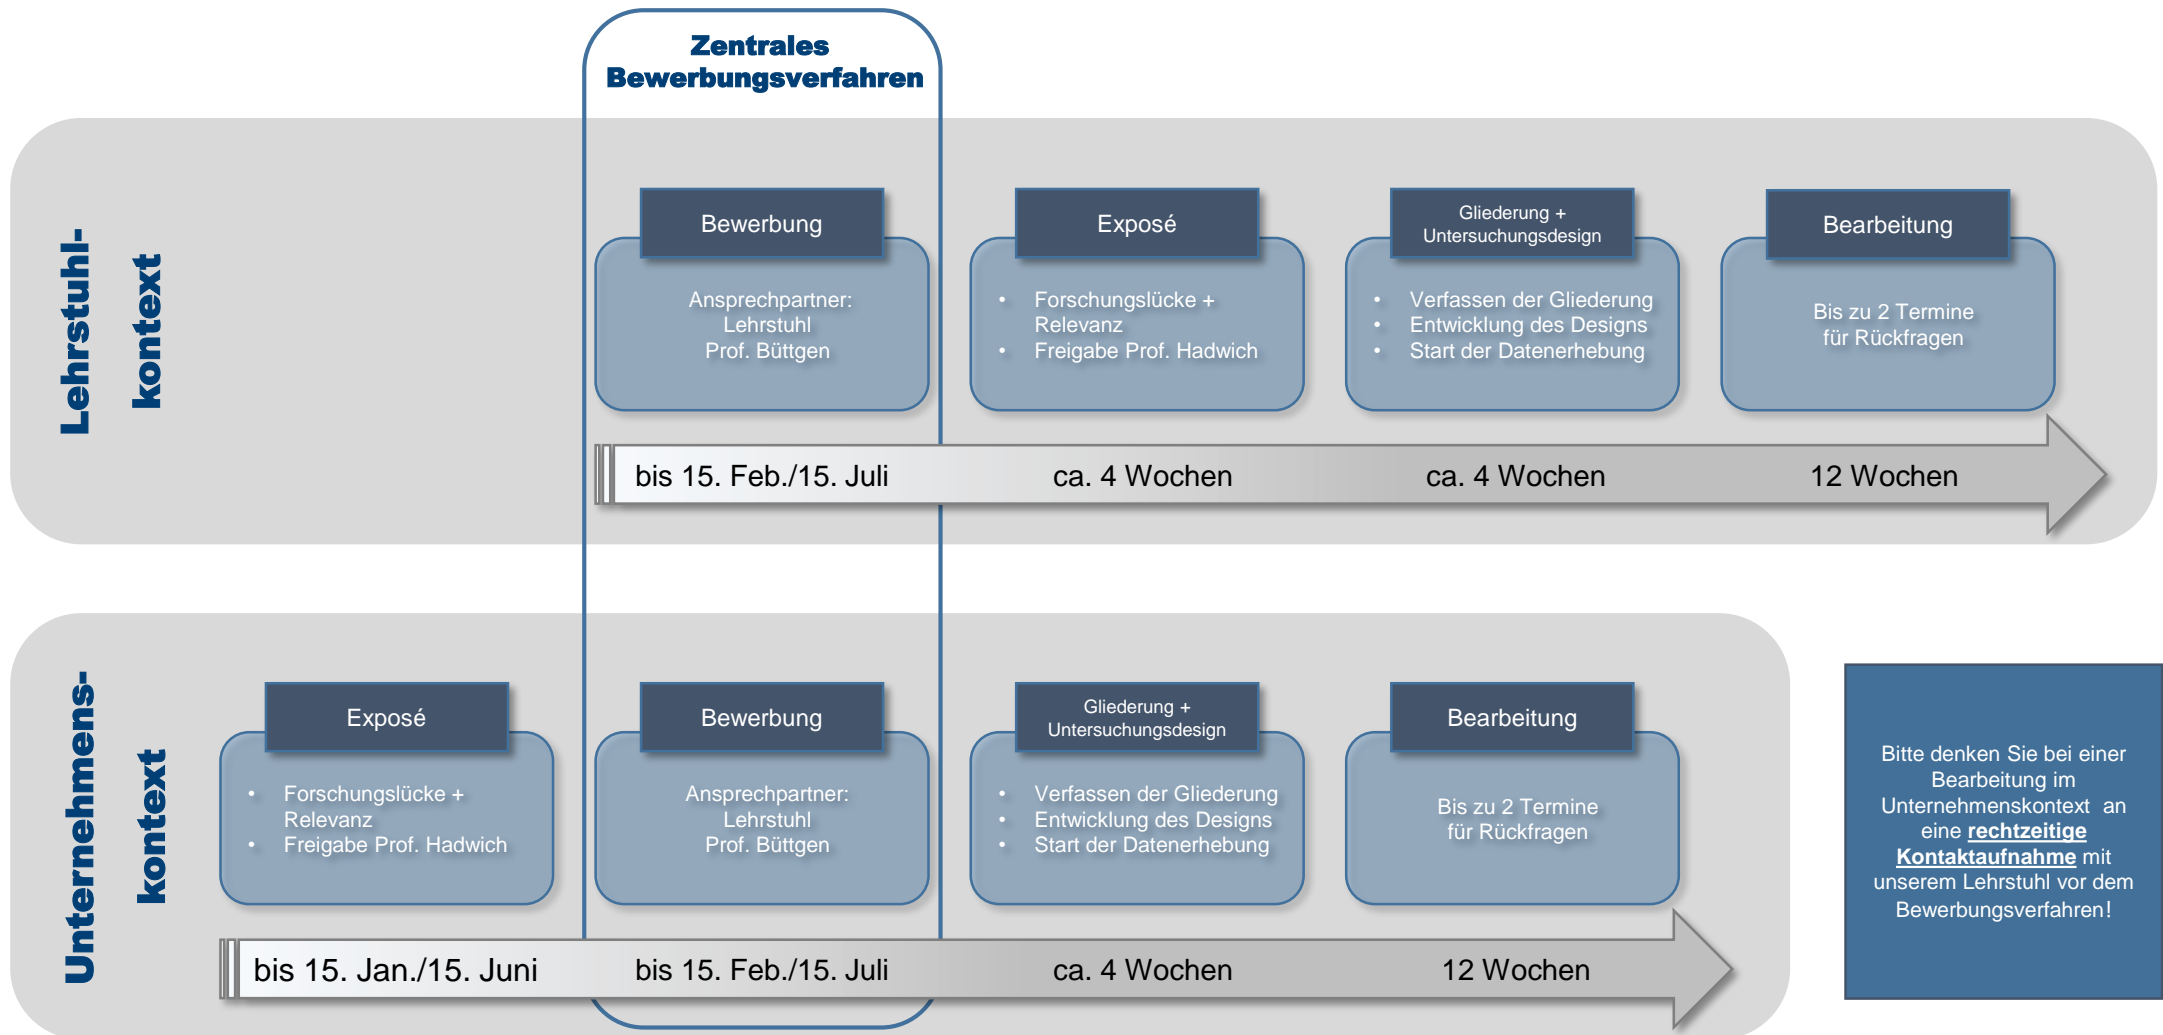 Zentrales
Bewerbungsverfahren
Lehrstuhl-
kontext
Bewerbung
Ansprechpartner:
Lehrstuhl
Prof. Büttgen
Exposé
• Forschungslücke +
Relevanz
• Freigabe Prof. Hadwich
Gliederung +
Untersuchungsdesign
• Verfassen der Gliederung
• Entwicklung des Designs
• Start der Datenerhebung
Bearbeitung
Bis zu 2 Termine
für Rückfragen
bis 15. Feb./15. Juli
ca. 4 Wochen
ca. 4 Wochen
12 Wochen
Unternehmens-
kontext
Exposé
• Forschungslücke +
Relevanz
• Freigabe Prof. Hadwich
Bewerbung
Ansprechpartner:
Lehrstuhl
Prof. Büttgen
Gliederung +
Untersuchungsdesign
• Verfassen der Gliederung
• Entwicklung des Designs
• Start der Datenerhebung
Bearbeitung
Bis zu 2 Termine
für Rückfragen
bis 15. Jan./15. Juni
bis 15. Feb./15. Juli
ca. 4 Wochen
12 Wochen
Bitte denken Sie bei einer
Bearbeitung im
Unternehmenskontext an
eine rechtzeitige
Kontaktaufnahme mit
unserem Lehrstuhl vor dem
Bewerbungsverfahren!